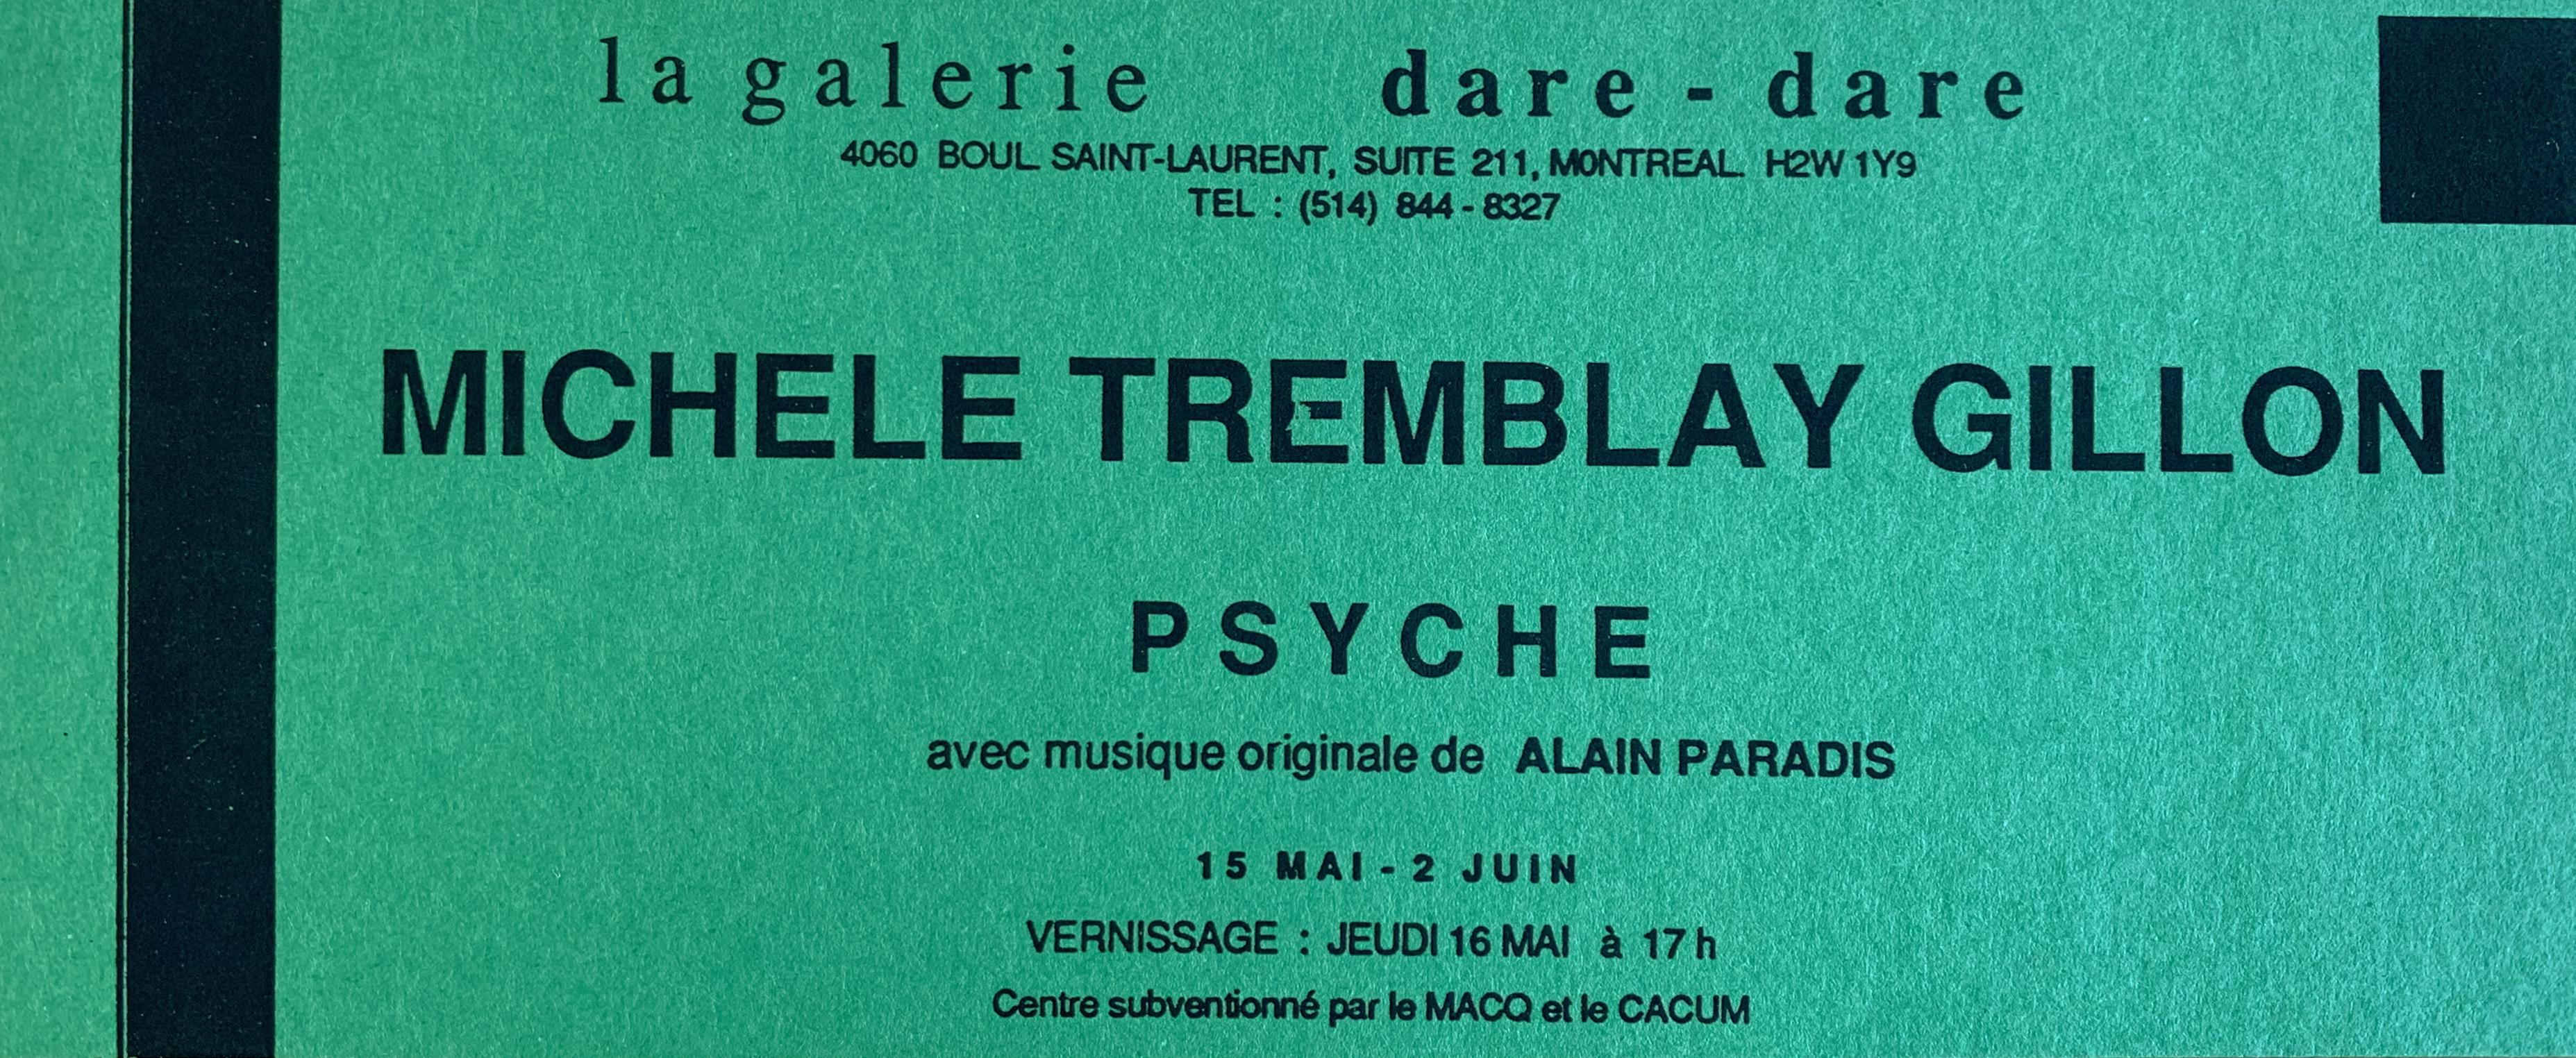 la galerie dare-dare
4060 BOUL SAINT-LAURENT, SUITE 211, MONTREAL H2W 1Y9
TEL : (514) 844-8327
MICHELE TREMBLAY GILLON
PSYCHE
avec musique originale de ALAIN PARADIS
15 MAI-2 JUIN
VERNISSAGE : JEUDI 16 MAI à 17 h
Centre subventionné par le MACQ et le CACUM